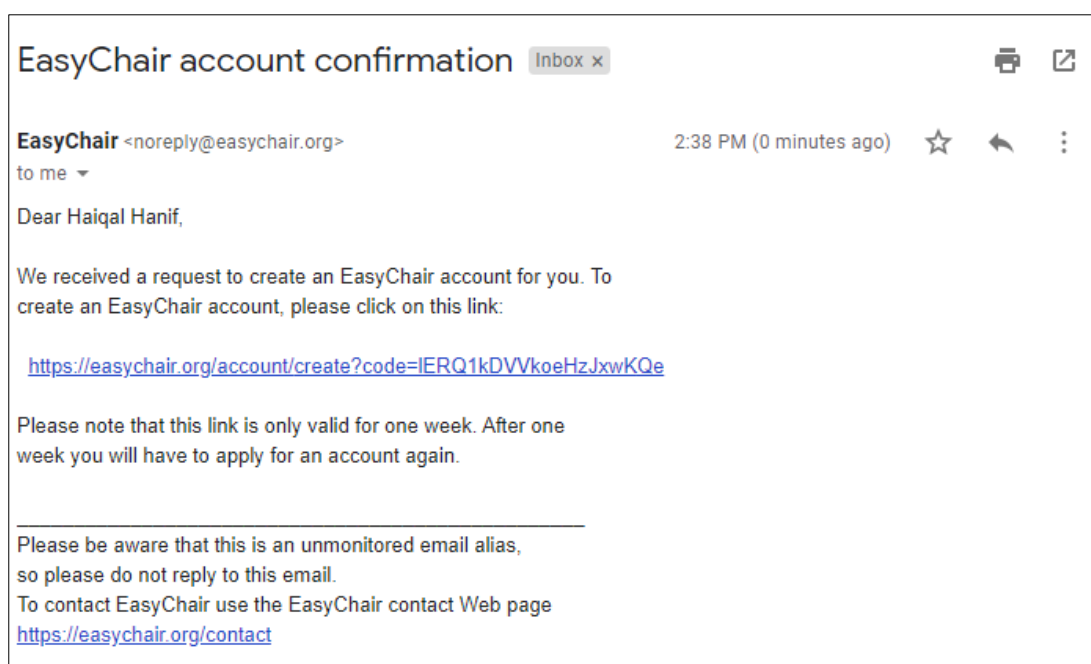 EasyChair account confirmation Inbox x
EasyChair <noreply@easychair.org> 2:38 PM (0 minutes ago)
to me
Dear Haiqal Hanif,
We received a request to create an EasyChair account for you. To
create an EasyChair account, please click on this link:
https://easychair.org/account/create?code=lERQ1kDVVkoeHzJxwKQe
Please note that this link is only valid for one week. After one
week you will have to apply for an account again.
Please be aware that this is an unmonitored email alias,
so please do not reply to this email.
To contact EasyChair use the EasyChair contact Web page
https://easychair.org/contact